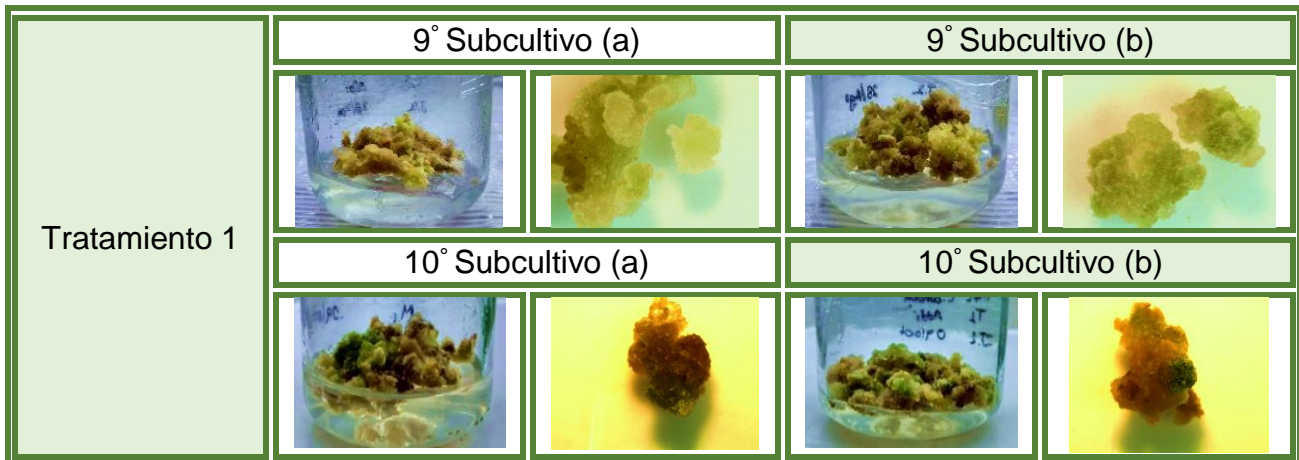 9° Subcultivo (a)
9° Subcultivo (b)
Tratamiento 1
10° Subcultivo (a)
10° Subcultivo (b)